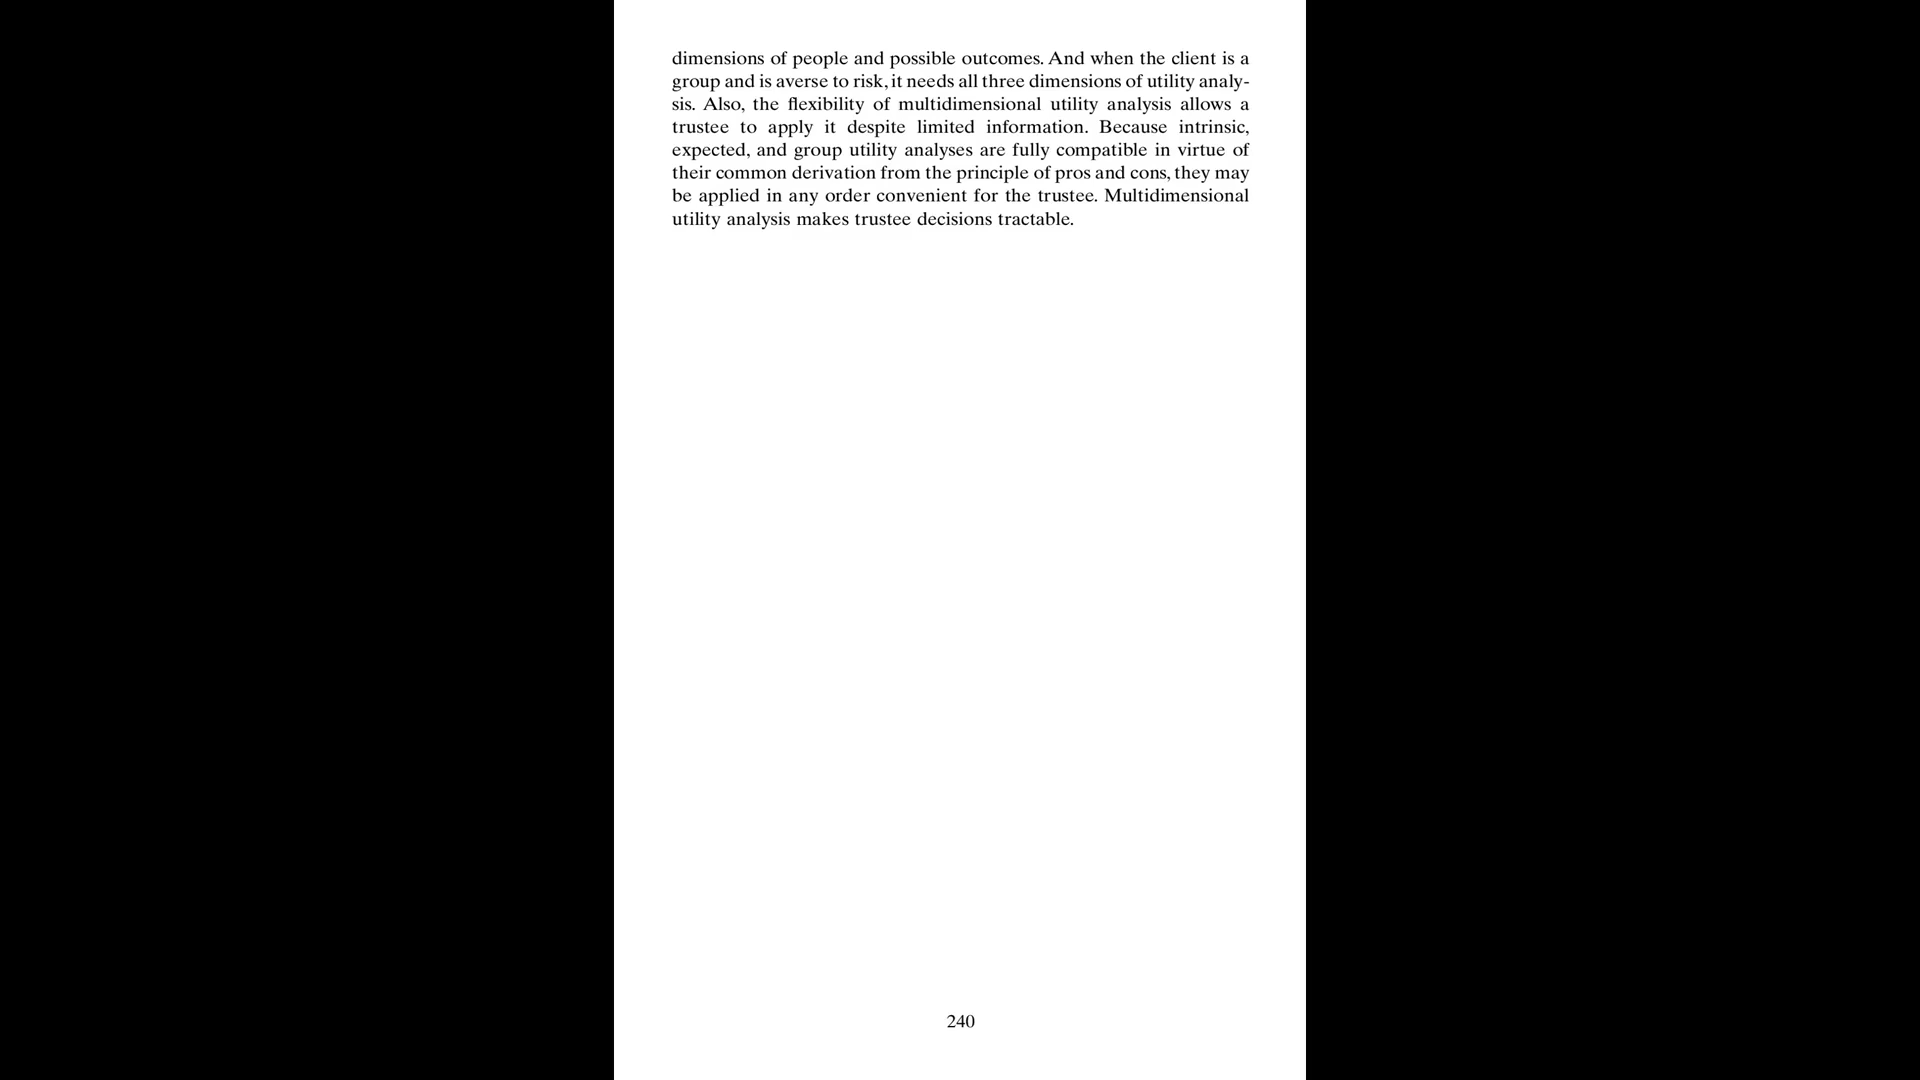 dimensions of people and possible outcomes. And when the client is a
group and is averse to risk, it needs all three dimensions of utility analy-
sis. Also, the flexibility of multidimensional utility analysis allows a
trustee to apply it despite limited information. Because intrinsic,
expected, and group utility analyses are fully compatible in virtue of
their common derivation from the principle of pros and cons, they may
be applied in any order convenient for the trustee. Multidimensional
utility analysis makes trustee decisions tractable.
240